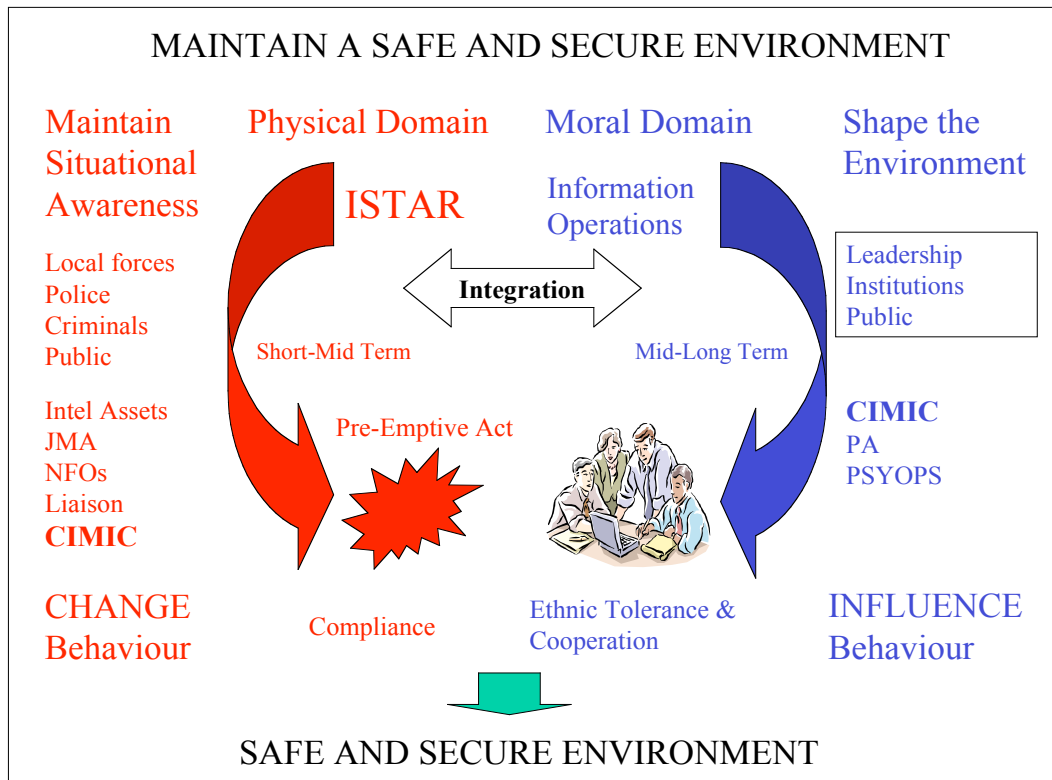 MAINTAIN A SAFE AND SECURE ENVIRONMENT
Maintain
Situational
Awareness
Physical Domain
Moral Domain
Shape the
Environment
ISTAR
Information
Operations
Local forces
Police
Criminals
Public
Integration
Leadership
Institutions
Public
Short-Mid Term
Mid-Long Term
Intel Assets
JMA
NFOs
Liaison
CIMIC
Pre-Emptive Act
CIMIC
PA
PSYOPS
CHANGE
Behaviour
Compliance
Ethnic Tolerance &
Cooperation
INFLUENCE
Behaviour
SAFE AND SECURE ENVIRONMENT